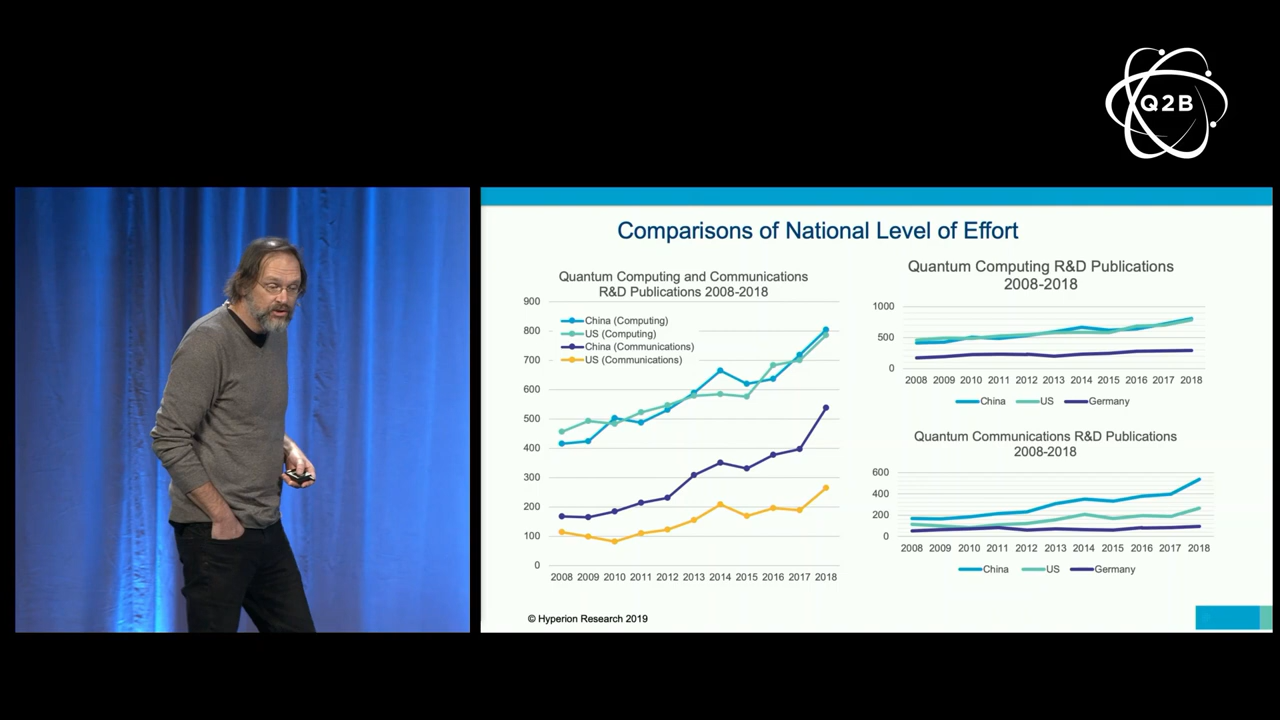 Q2B
Comparisons of National Level of Effort
Quantum Computing and Communications
R&D Publications 2008-2018
900
800
700
600
500
400
300
200
100
0
China (Computing)
US (Computing)
China (Communications)
US (Communications)
2008 2009 2010 2011 2012 2013 2014 2015 2016 2017 2018
Quantum Computing R&D Publications
2008-2018
1000
500
0
2008 2009 2010 2011 2012 2013 2014 2015 2016 2017 2018
China US Germany
Quantum Communications R&D Publications
2008-2018
600
400
200
0
2008 2009 2010 2011 2012 2013 2014 2015 2016 2017 2018
China US Germany
© Hyperion Research 2019